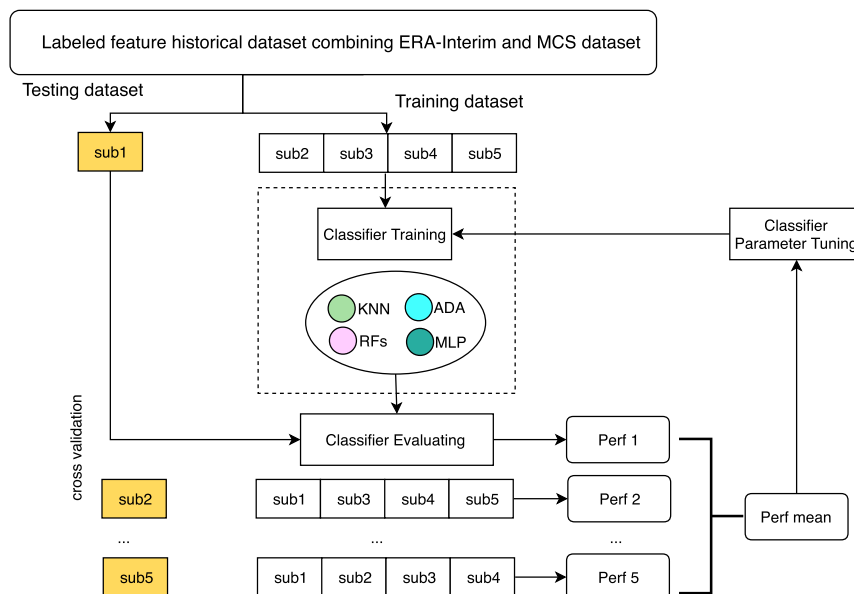 Labeled feature historical dataset combining ERA-Interim and MCS dataset
Testing dataset
Training dataset
sub1
sub2 sub3 sub4 sub5
Classifier Training
Classifier
Parameter Tuning
KNN ADA
RFs MLP
cross validation
Classifier Evaluating
Perf 1
sub2
sub1 sub3 sub4 sub5
Perf 2
Perf mean
... ... ...
sub5
sub1 sub2 sub3 sub4
Perf 5